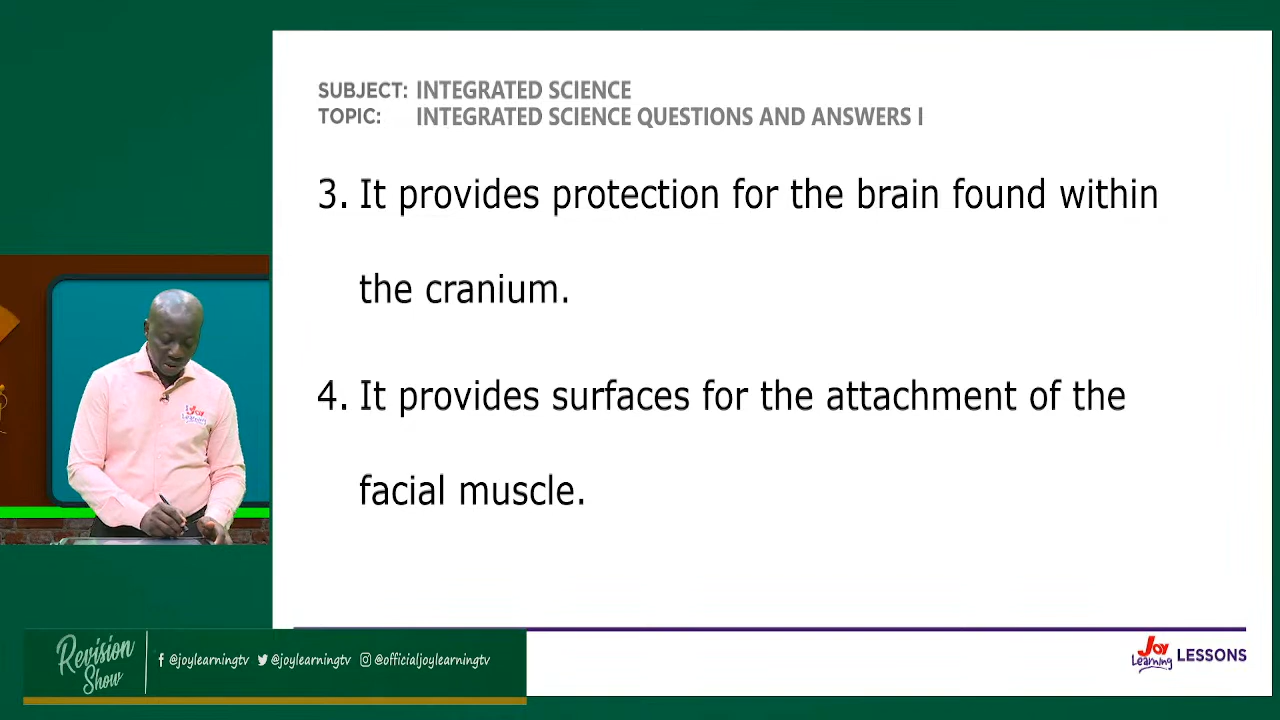 SUBJECT: INTEGRATED SCIENCE
TOPIC: INTEGRATED SCIENCE QUESTIONS AND ANSWERS I
3. It provides protection for the brain found within
the cranium.
4. It provides surfaces for the attachment of the
facial muscle.
Joy
Learning
Revision
Show
@joylearningtv @joylearningtv @officialjoylearningtv
Joy
Learning LESSONS